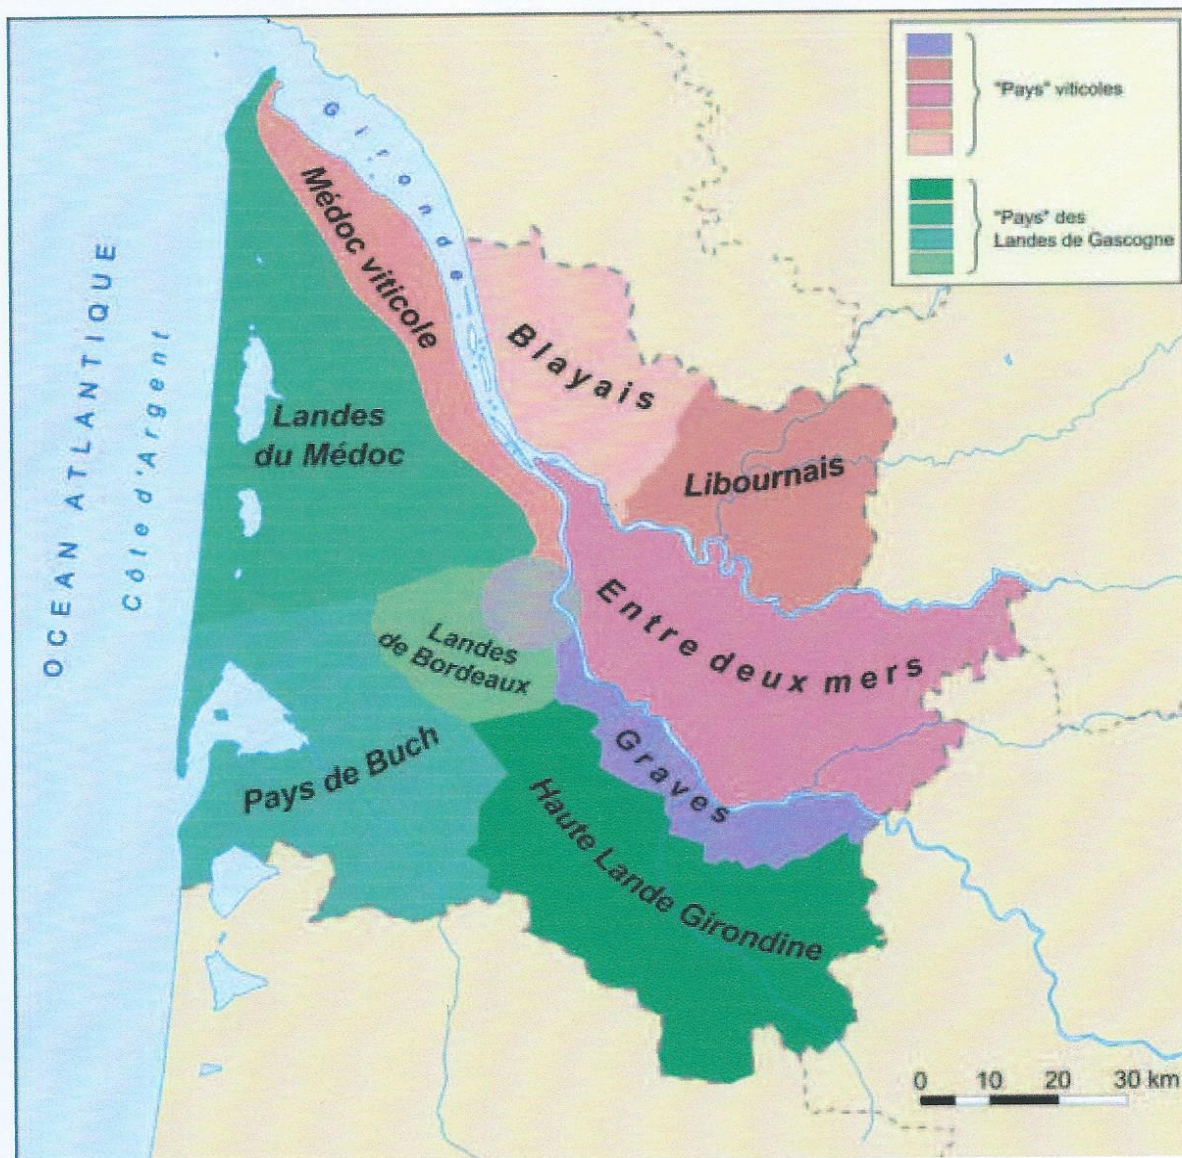 "Pays" viticoles
"Pays" des
Landes de Gascogne
Gironde
Médoc viticole
Blayais
OCEAN ATLANTIQUE
Côte d'Argent
Landes
du Médoc
Libournais
Entre deux mers
Landes
de Bordeaux
Graves
Pays de Buch
Haute Lande Girondine
0 10 20 30 km